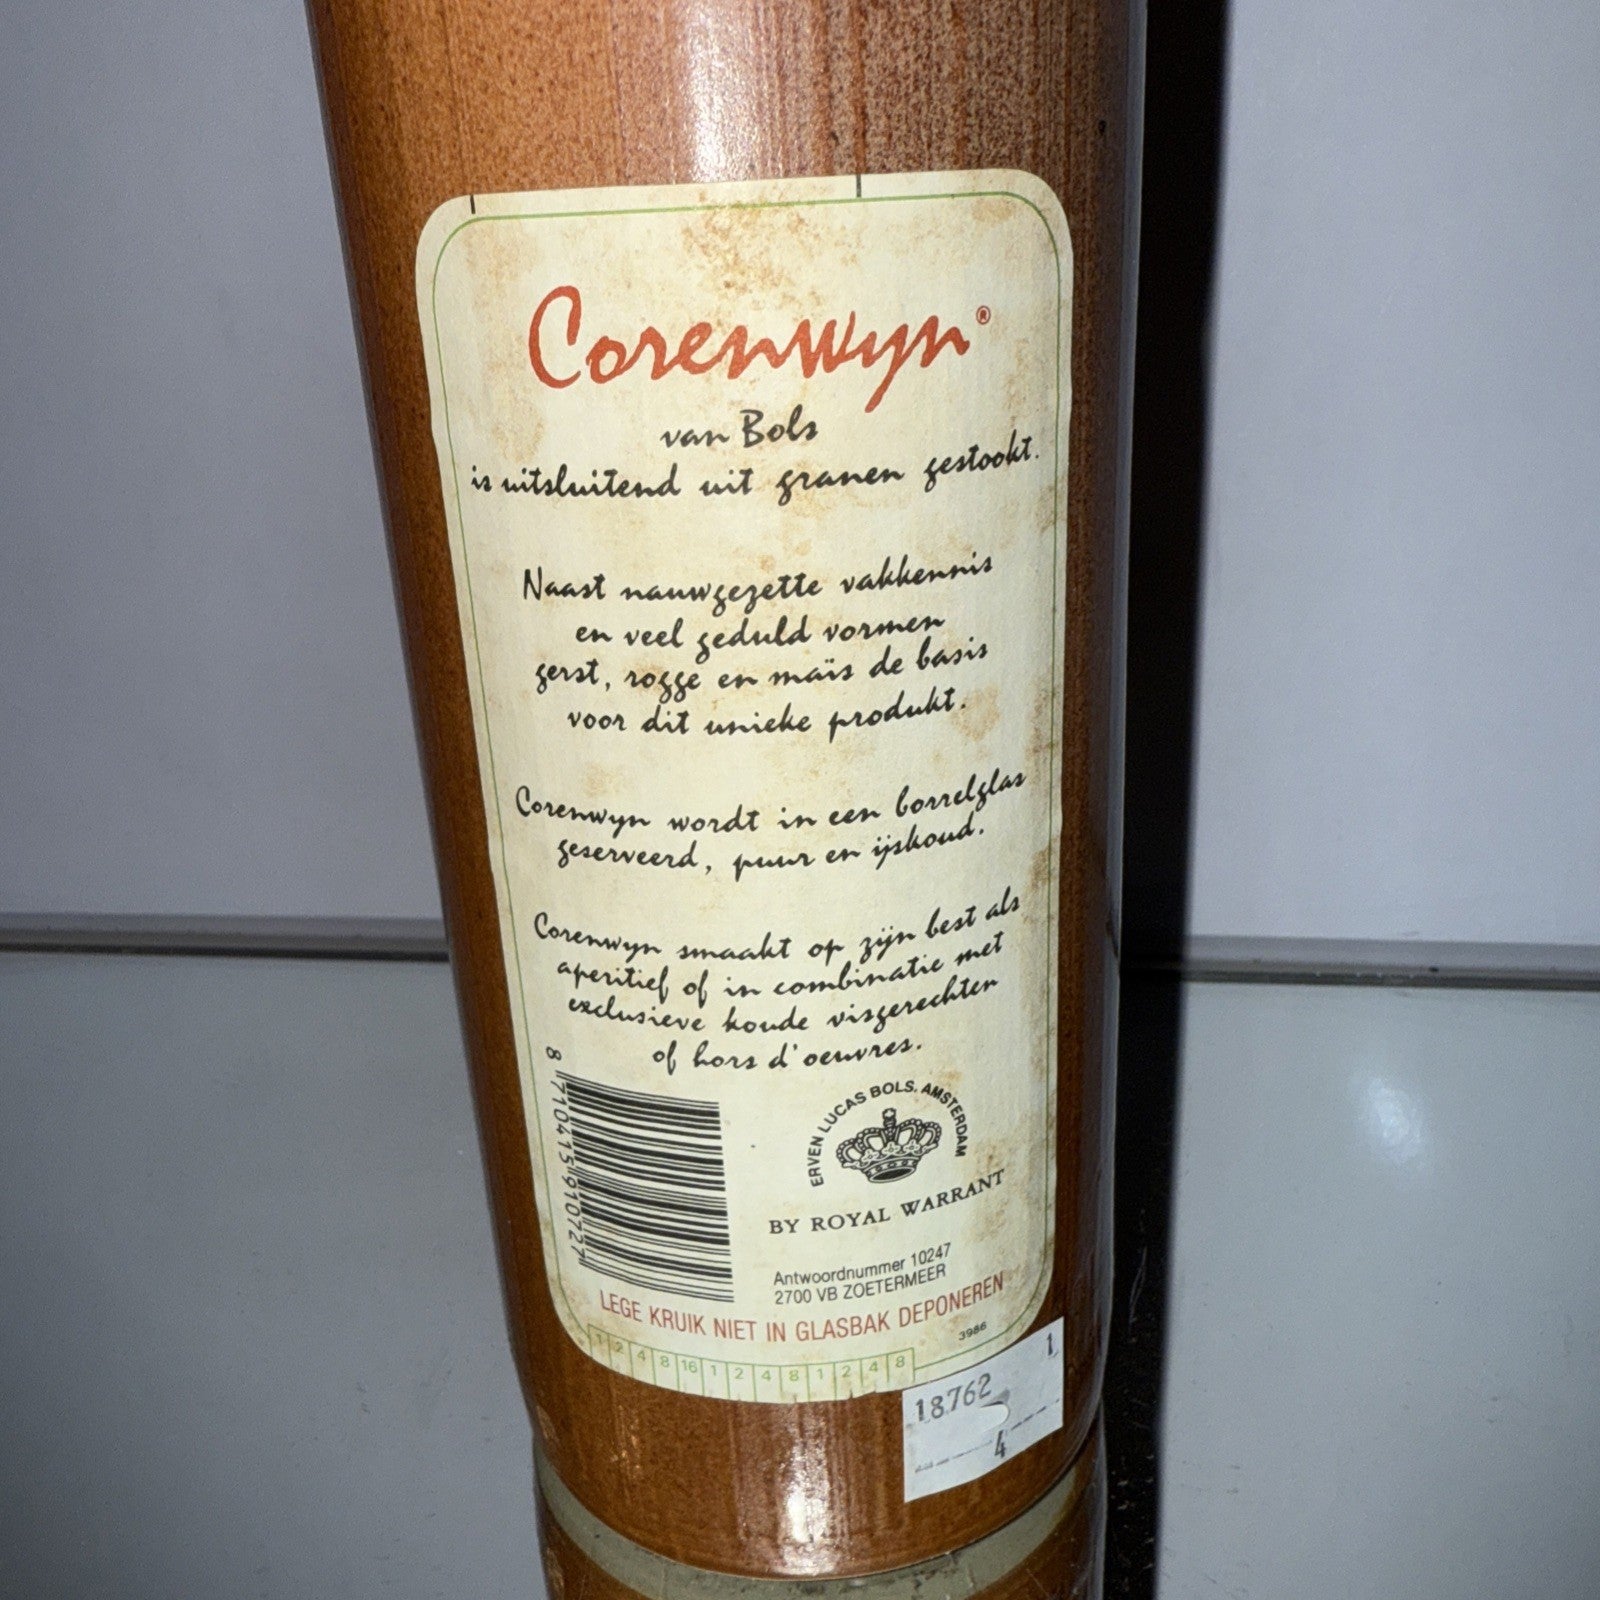 Corenwyn®
van Bols
is uitsluitend uit granen gestookt.
Naast nauwgezette vakkennis
en veel geduld vormen
gerst, rogge en maïs de basis
voor dit unieke produkt.
Corenwyn wordt in een borrelglas
geserveerd, puur en ijskoud.
Corenwyn smaakt op zijn best als
aperitief of in combinatie met
exclusieve koude visgerechten
of hors d'oeuvres.
8 710415 910727
ERVEN LUCAS BOLS. AMSTERDAM
BY ROYAL WARRANT
Antwoordnummer 10247
2700 VB ZOETERMEER
LEGE KRUIK NIET IN GLASBAK DEPONEREN
3986
1 2 4 8 16 1 2 4 8 1 2 4 8
1
18762
4